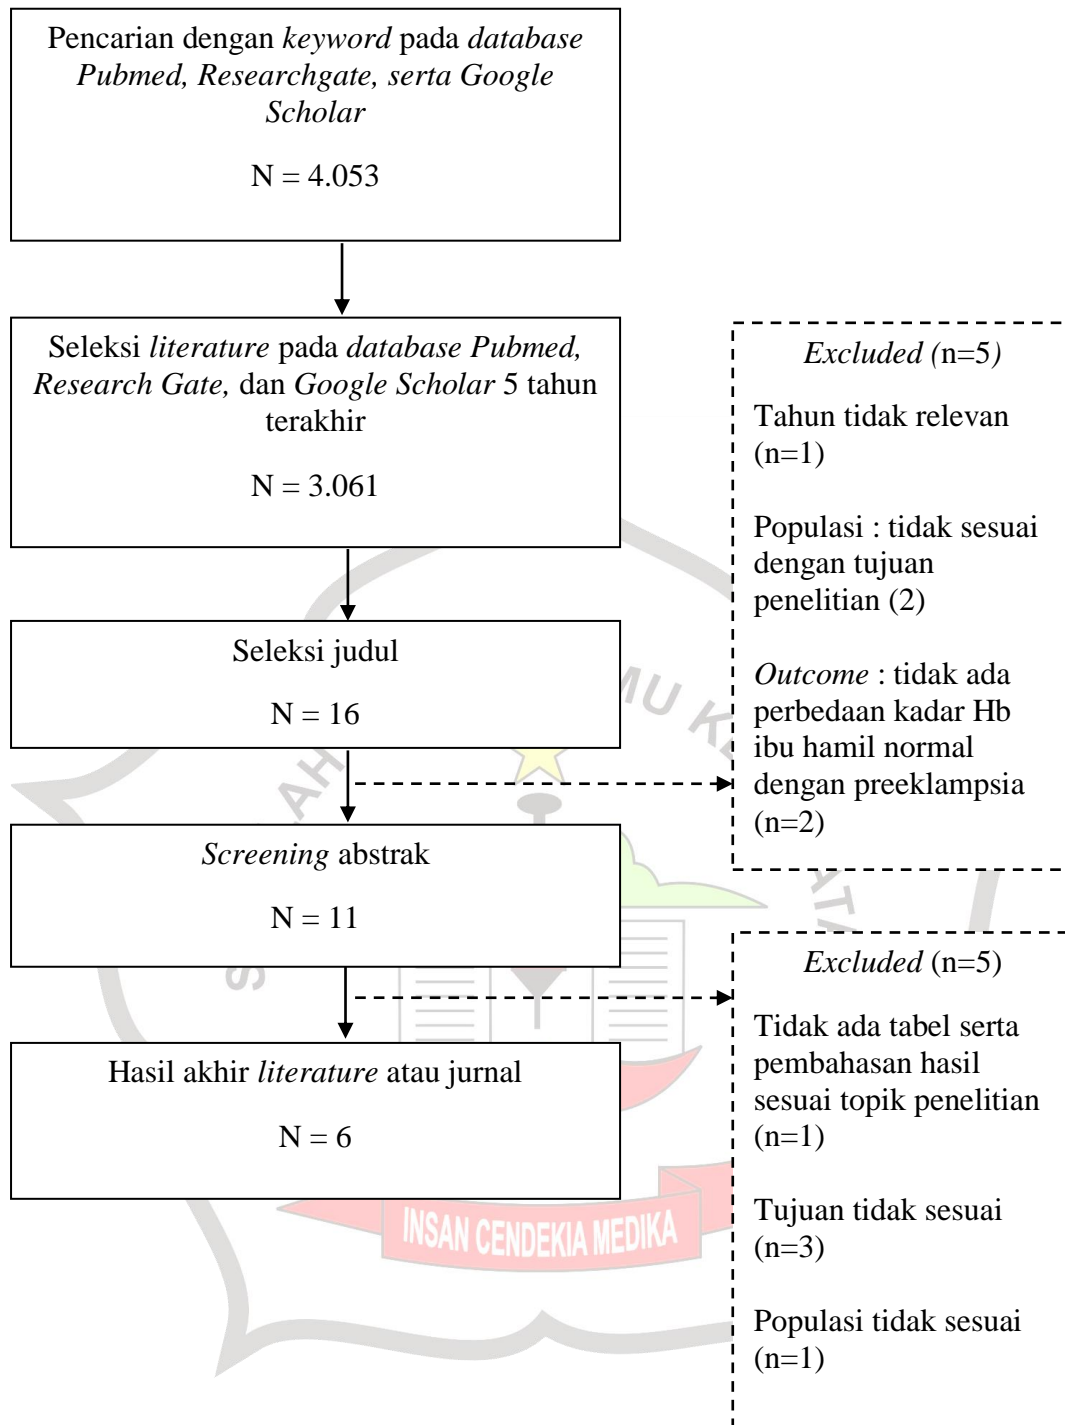 Pencarian dengan keyword pada database
Pubmed, Researchgate, serta Google
Scholar
N = 4.053
Seleksi literature pada database Pubmed,
Research Gate, dan Google Scholar 5 tahun
terakhir
N = 3.061
Seleksi judul
N = 16
Excluded (n=5)
Tahun tidak relevan
(n=1)
Populasi : tidak sesuai
dengan tujuan
penelitian (2)
Outcome : tidak ada
perbedaan kadar Hb
ibu hamil normal
dengan preeklampsia
(n=2)
Screening abstrak
N = 11
Excluded (n=5)
Tidak ada tabel serta
pembahasan hasil
sesuai topik penelitian
(n=1)
Tujuan tidak sesuai
(n=3)
Populasi tidak sesuai
(n=1)
Hasil akhir literature atau jurnal
N = 6
INSAN CENDEKIA MEDIKA